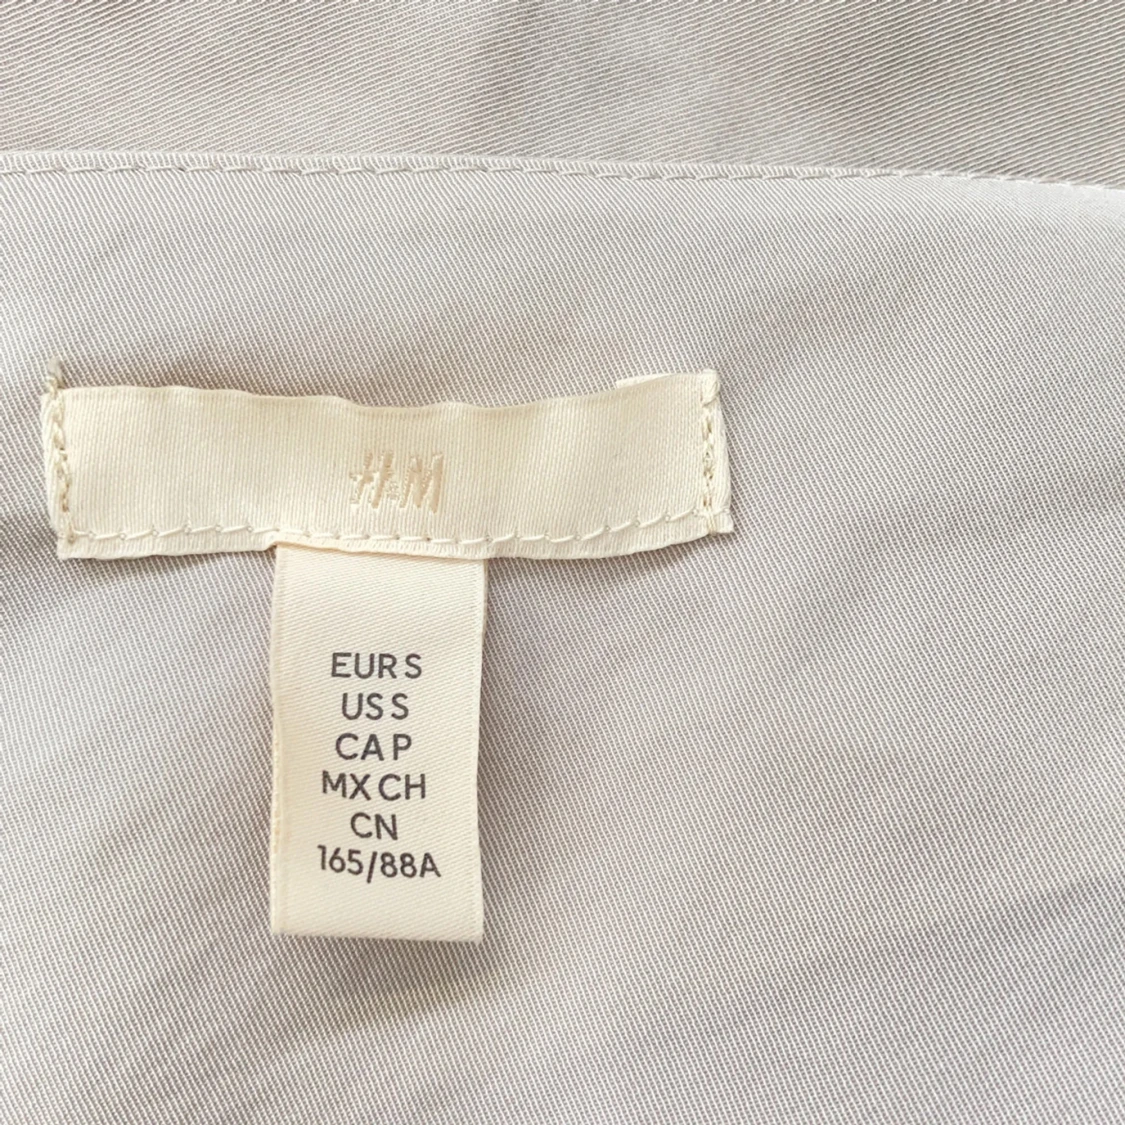 H&M
EUR S
US S
CA P
MX CH
CN
165/88A